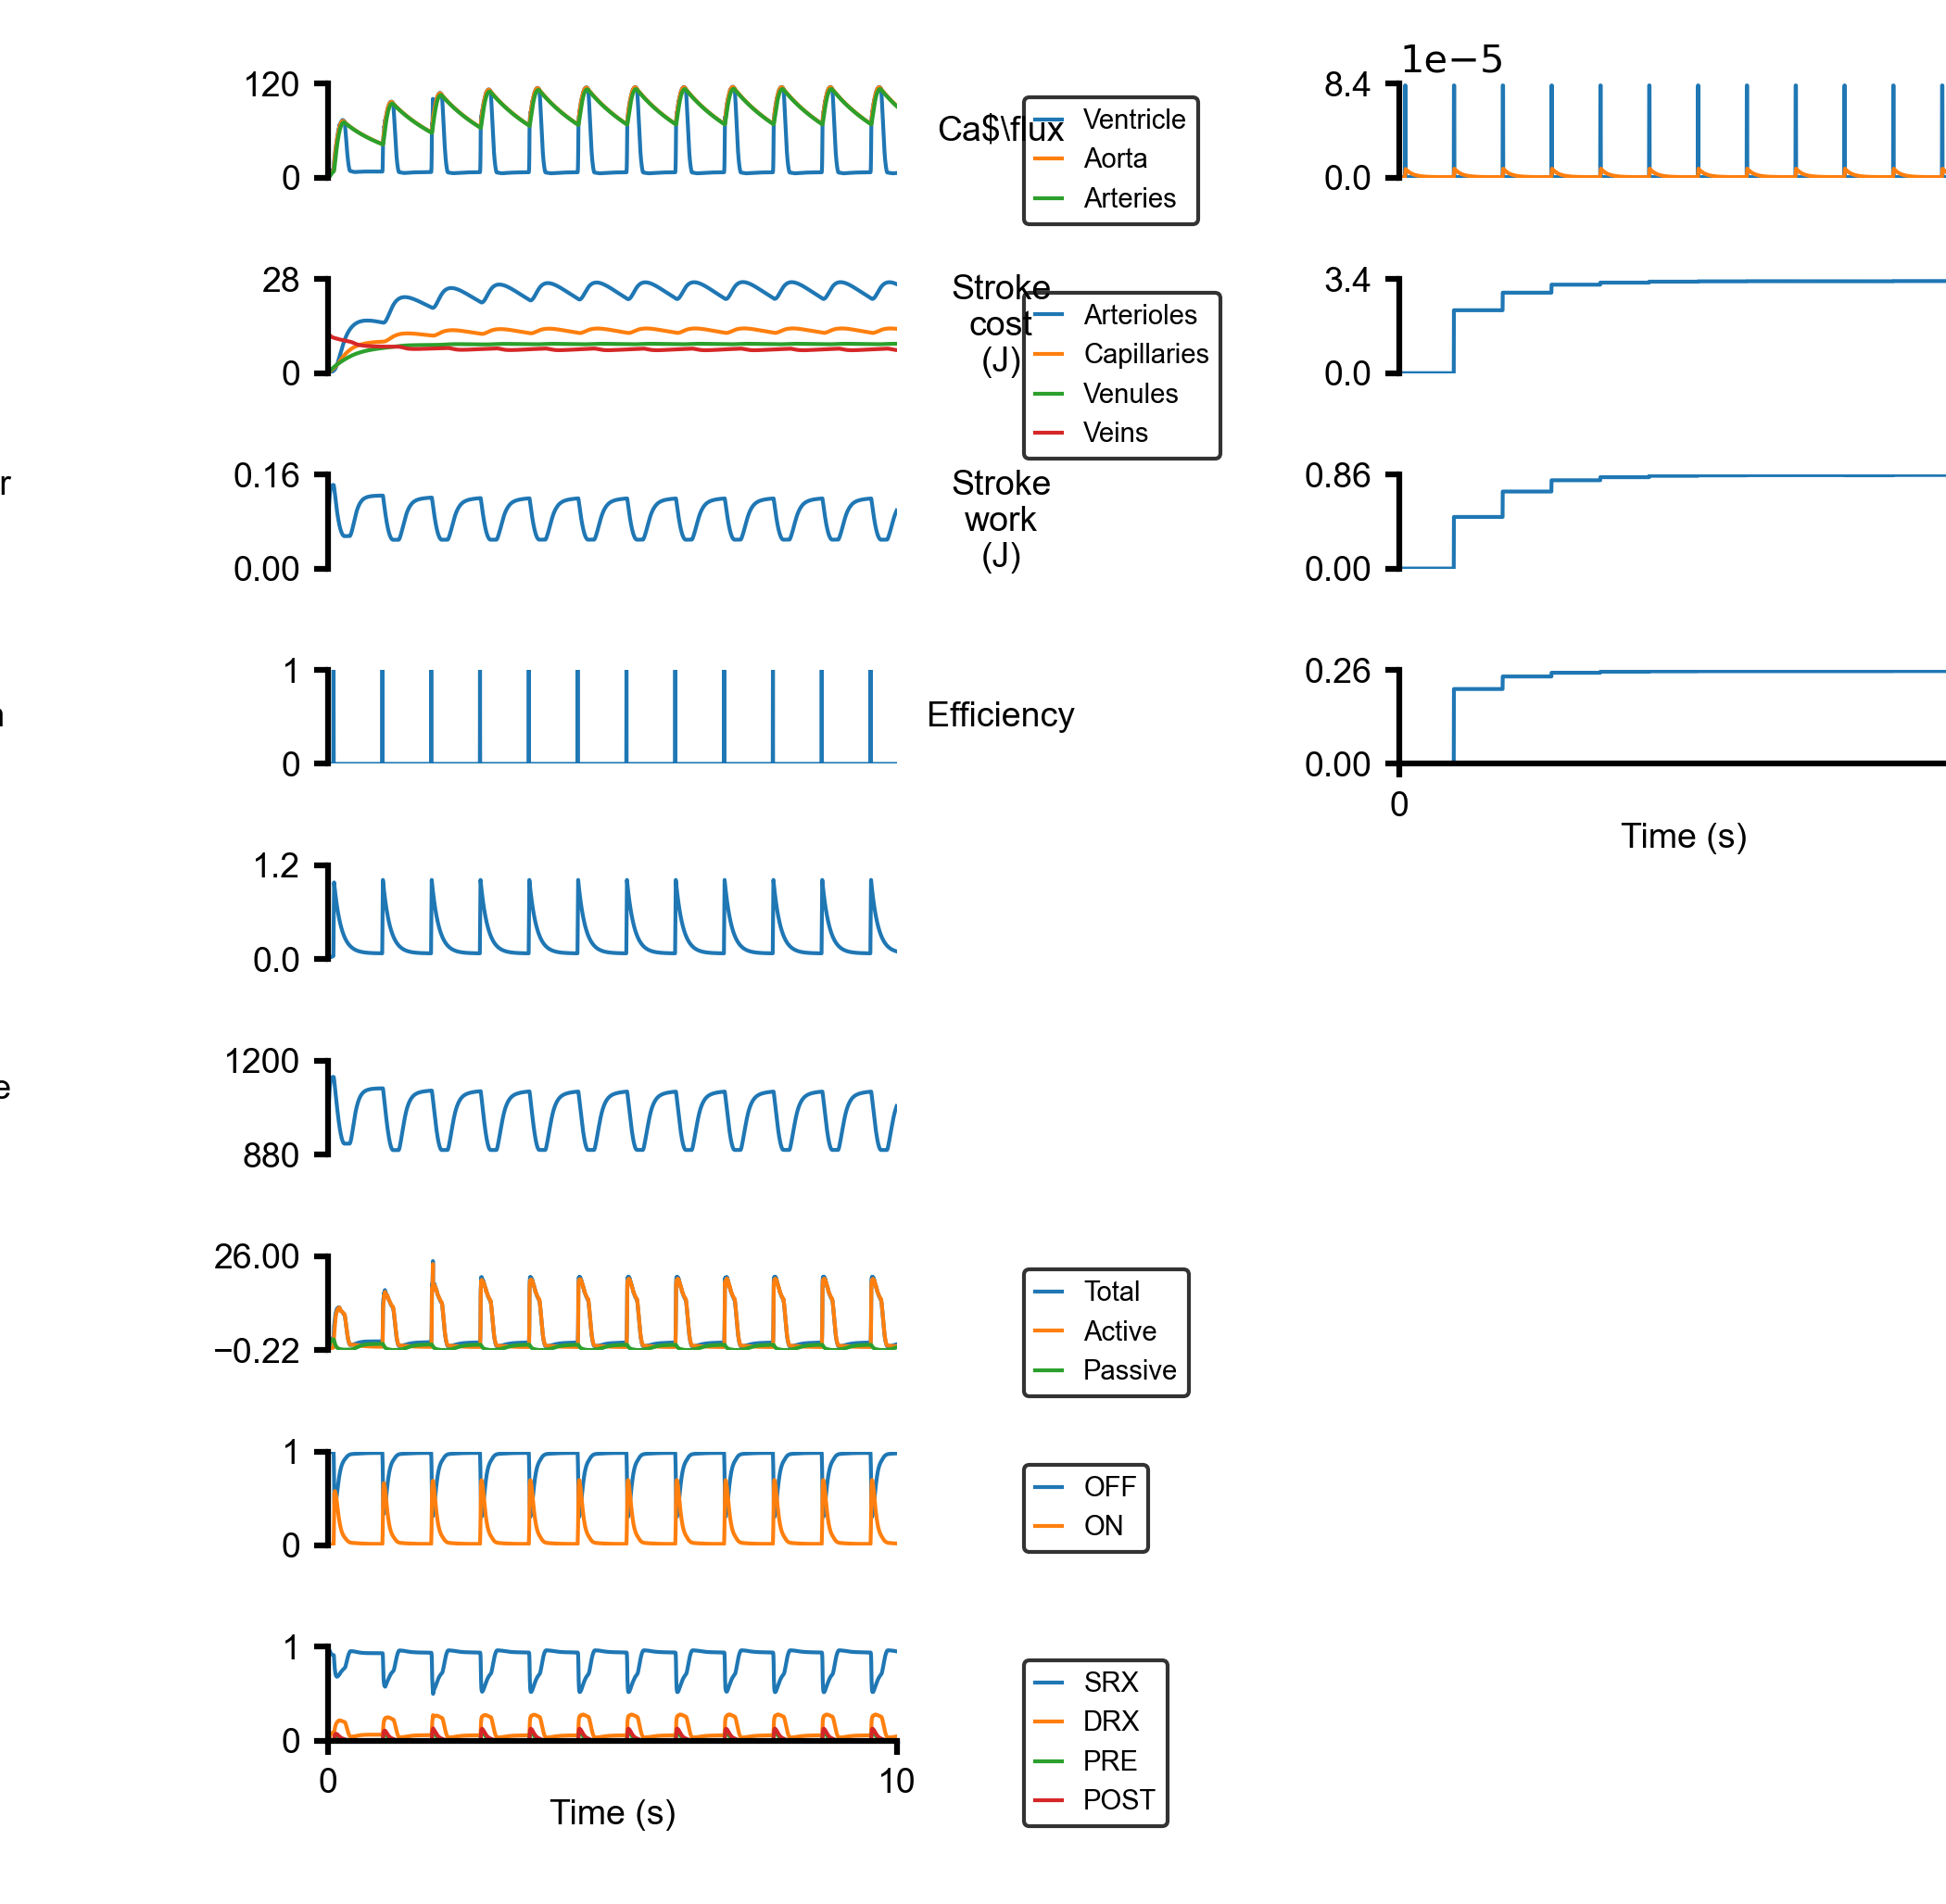 120
0
Ca$\flux
Ventricle
Aorta
Arteries
1e−5
8.4
0.0
28
0
Stroke
cost
(J)
Arterioles
Capillaries
Venules
Veins
3.4
0.0
r
0.16
0.00
Stroke
work
(J)
0.86
0.00
1
0
Efficiency
0.26
0.00
0
Time (s)
1.2
0.0
e
1200
880
26.00
−0.22
Total
Active
Passive
1
0
OFF
ON
1
0
0
10
Time (s)
SRX
DRX
PRE
POST